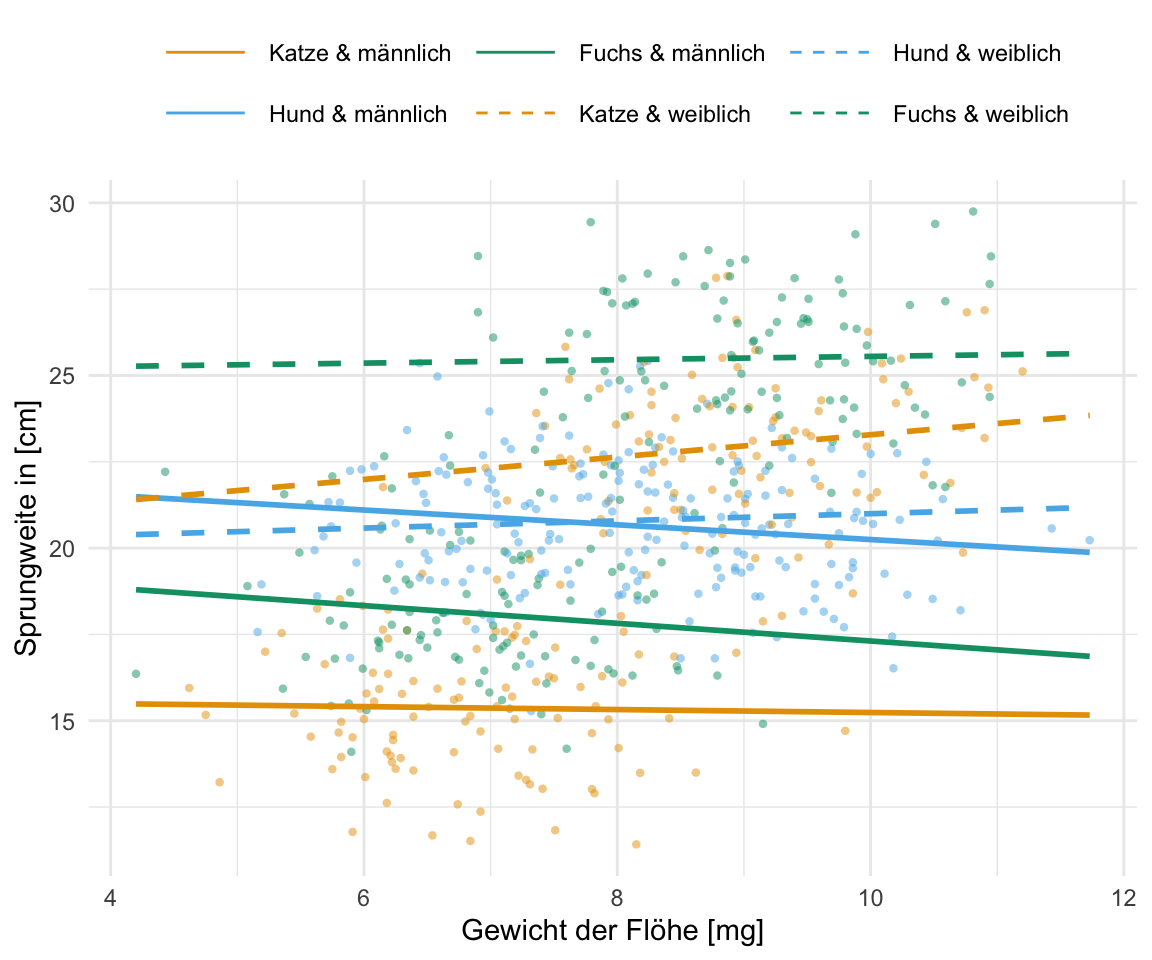 Katze & männlich Fuchs & männlich Hund & weiblich
Hund & männlich Katze & weiblich Fuchs & weiblich
30
25
20
15
Sprungweite in [cm]
4 6 8 10 12
Gewicht der Flöhe [mg]